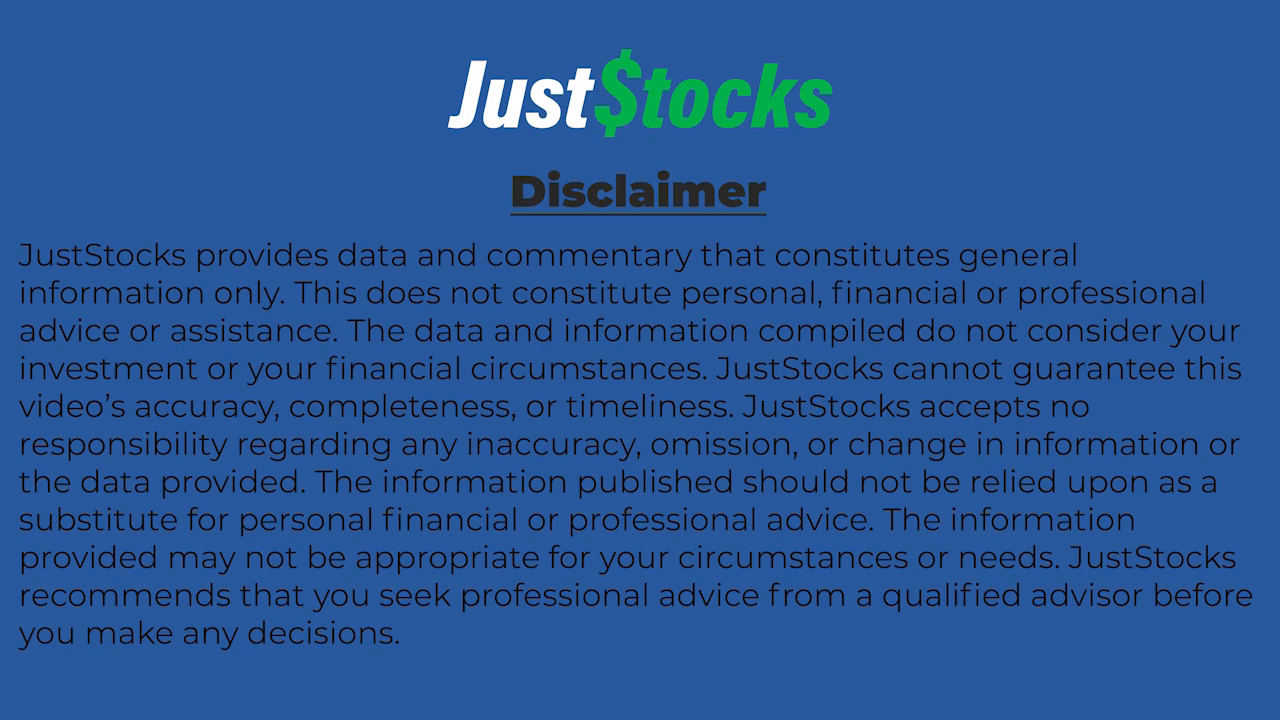 Just$tocks
Disclaimer
JustStocks provides data and commentary that constitutes general
information only. This does not constitute personal, financial or professional
advice or assistance. The data and information compiled do not consider your
investment or your financial circumstances. JustStocks cannot guarantee this
video’s accuracy, completeness, or timeliness. JustStocks accepts no
responsibility regarding any inaccuracy, omission, or change in information or
the data provided. The information published should not be relied upon as a
substitute for personal financial or professional advice. The information
provided may not be appropriate for your circumstances or needs. JustStocks
recommends that you seek professional advice from a qualified advisor before
you make any decisions.